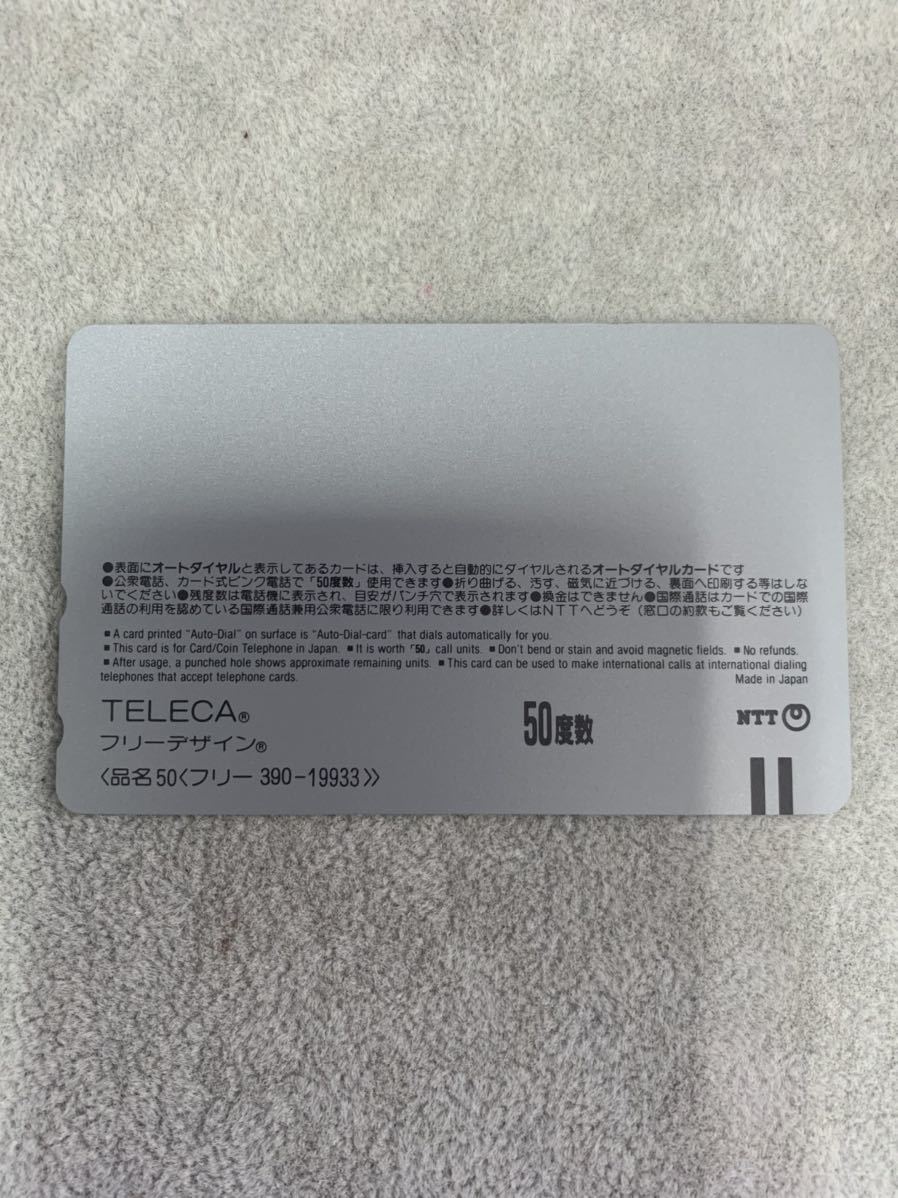 ●表面にオートダイヤルと表示してあるカードは、挿入すると自動的にダイヤルされるオートダイヤルカードです
●公衆電話、カード式ピンク電話で「50度数」使用できます●折り曲げる、汚す、磁気に近づける、裏面へ印刷する等はしな
いでください●残度数は電話機に表示され、目安がパンチ穴で表示されます●換金はできません●国際通話はカードでの国際
通話の利用を認めている国際通話兼用公衆電話に限り利用できます●詳しくはNTTへどうぞ（窓口の約款もご覧ください）
■ A card printed "Auto-Dial" on surface is "Auto-Dial-card" that dials automatically for you.
■ This card is for Card/Coin Telephone in Japan. ■ It is worth「50」call units. ■ Don't bend or stain and avoid magnetic fields. ■ No refunds.
■ After usage, a punched hole shows approximate remaining units. ■ This card can be used to make international calls at international dialing
telephones that accept telephone cards.
Made in Japan
TELECA®
フリーデザイン®
50度数
NTT
〈品名50〈フリー 390-19933〉〉